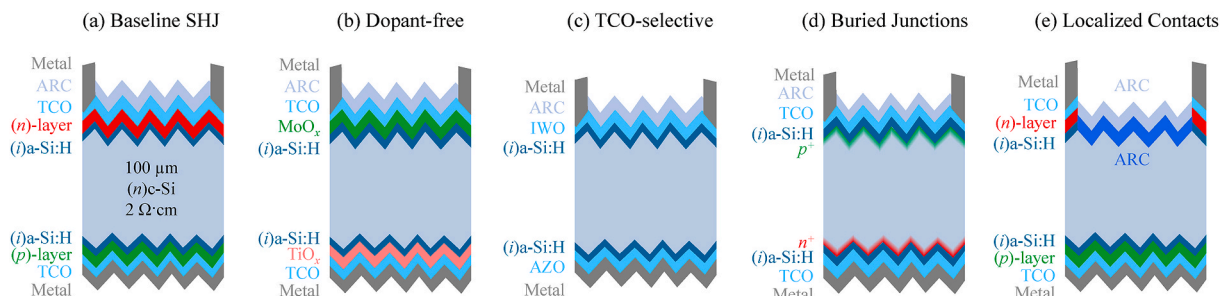 (a) Baseline SHJ
Metal
ARC
TCO
(n)-layer
(i)a-Si:H
100 µm
(n)c-Si
2 Ω·cm
(i)a-Si:H
(p)-layer
TCO
Metal
(b) Dopant-free
Metal
ARC
TCO
MoOₓ
(i)a-Si:H
(i)a-Si:H
TiOₓ
TCO
Metal
(c) TCO-selective
Metal
ARC
IWO
(i)a-Si:H
(i)a-Si:H
AZO
Metal
(d) Buried Junctions
Metal
ARC
TCO
(i)a-Si:H
p⁺
n⁺
(i)a-Si:H
TCO
Metal
(e) Localized Contacts
Metal
ARC
TCO
(n)-layer
(i)a-Si:H
ARC
(i)a-Si:H
(p)-layer
TCO
Metal